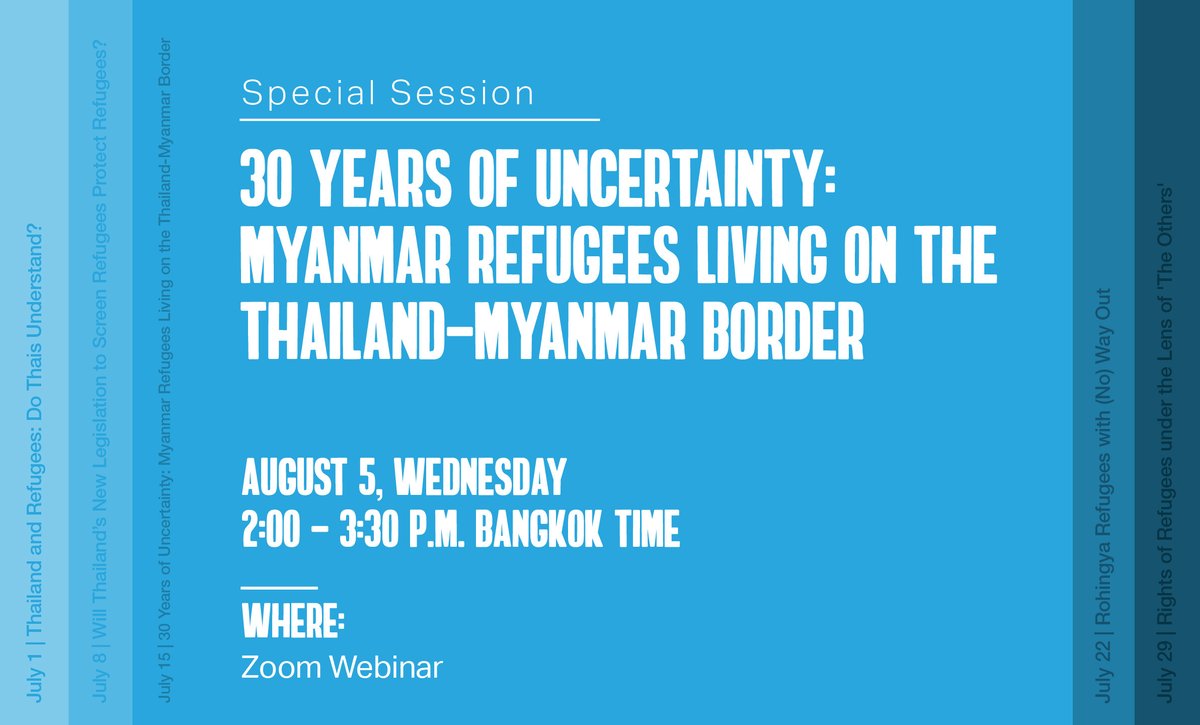 July 1 | Thailand and Refugees: Do Thais Understand?
July 8 | Will Thailand's New Legislation to Screen Refugees Protect Refugees?
July 15 | 30 Years of Uncertainty: Myanmar Refugees Living on the Thailand-Myanmar Border
Special Session
30 YEARS OF UNCERTAINTY:
MYANMAR REFUGEES LIVING ON THE
THAILAND–MYANMAR BORDER
AUGUST 5, WEDNESDAY
2:00 – 3:30 P.M. BANGKOK TIME
WHERE:
Zoom Webinar
July 22 | Rohingya Refugees with (No) Way Out
July 29 | Rights of Refugees under the Lens of 'The Others'